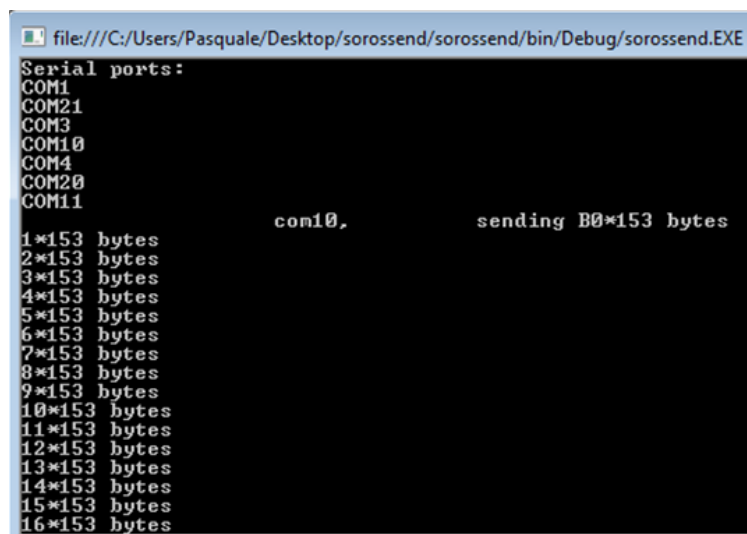 file:///C:/Users/Pasquale/Desktop/sorossend/sorossend/bin/Debug/sorossend.EXE
Serial ports:
COM1
COM21
COM3
COM10
COM4
COM20
COM11
com10, sending B0*153 bytes
1*153 bytes
2*153 bytes
3*153 bytes
4*153 bytes
5*153 bytes
6*153 bytes
7*153 bytes
8*153 bytes
9*153 bytes
10*153 bytes
11*153 bytes
12*153 bytes
13*153 bytes
14*153 bytes
15*153 bytes
16*153 bytes